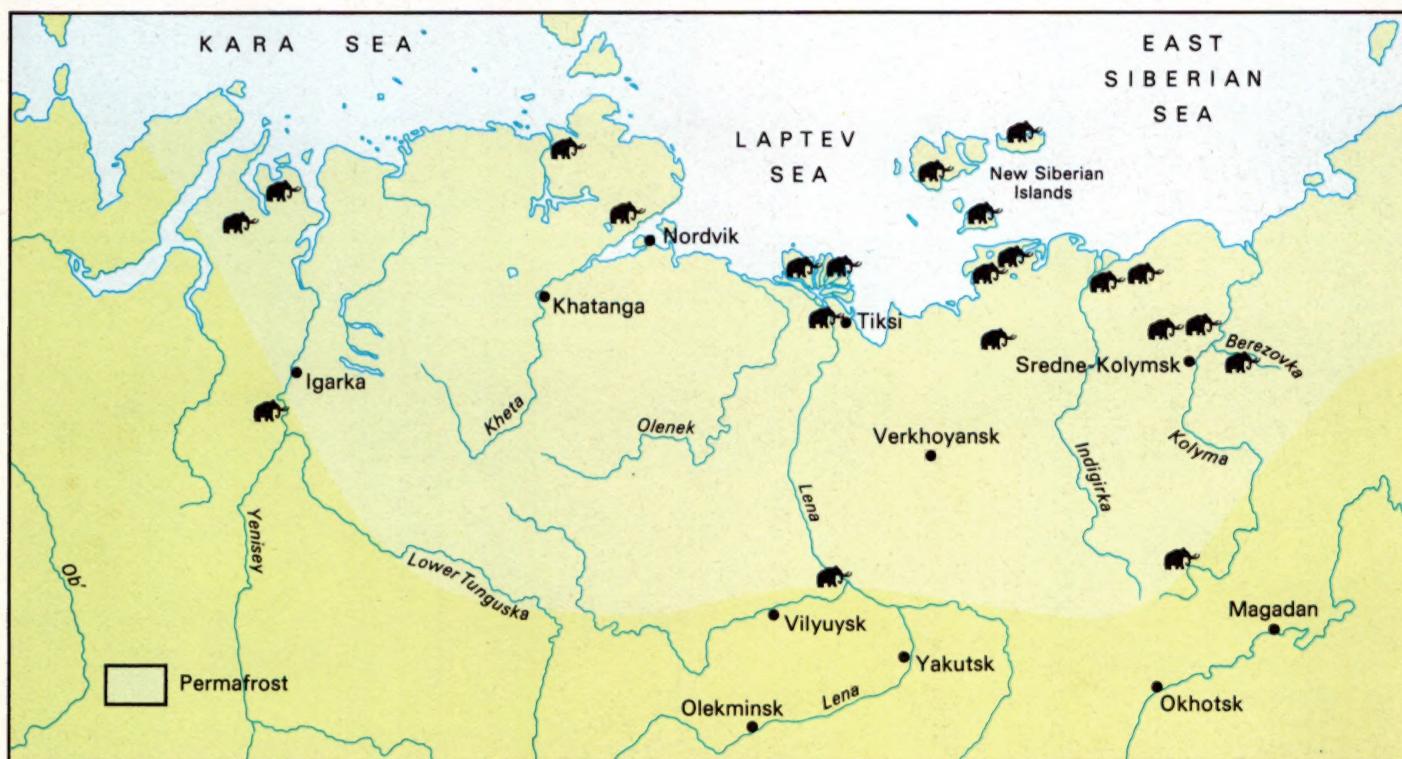 KARA SEA
EAST
SIBERIAN
SEA
LAPTEV
SEA
New Siberian
Islands
Nordvik
Khatanga
Tiksi
Igarka
Sredne-Kolymsk
Berezovka
Kheta
Olenek
Verkhoyansk
Kolyma
Indigirka
Lena
Yenisey
Lower Tunguska
Ob'
Vilyuysk
Magadan
Permafrost
Yakutsk
Olekminsk
Lena
Okhotsk